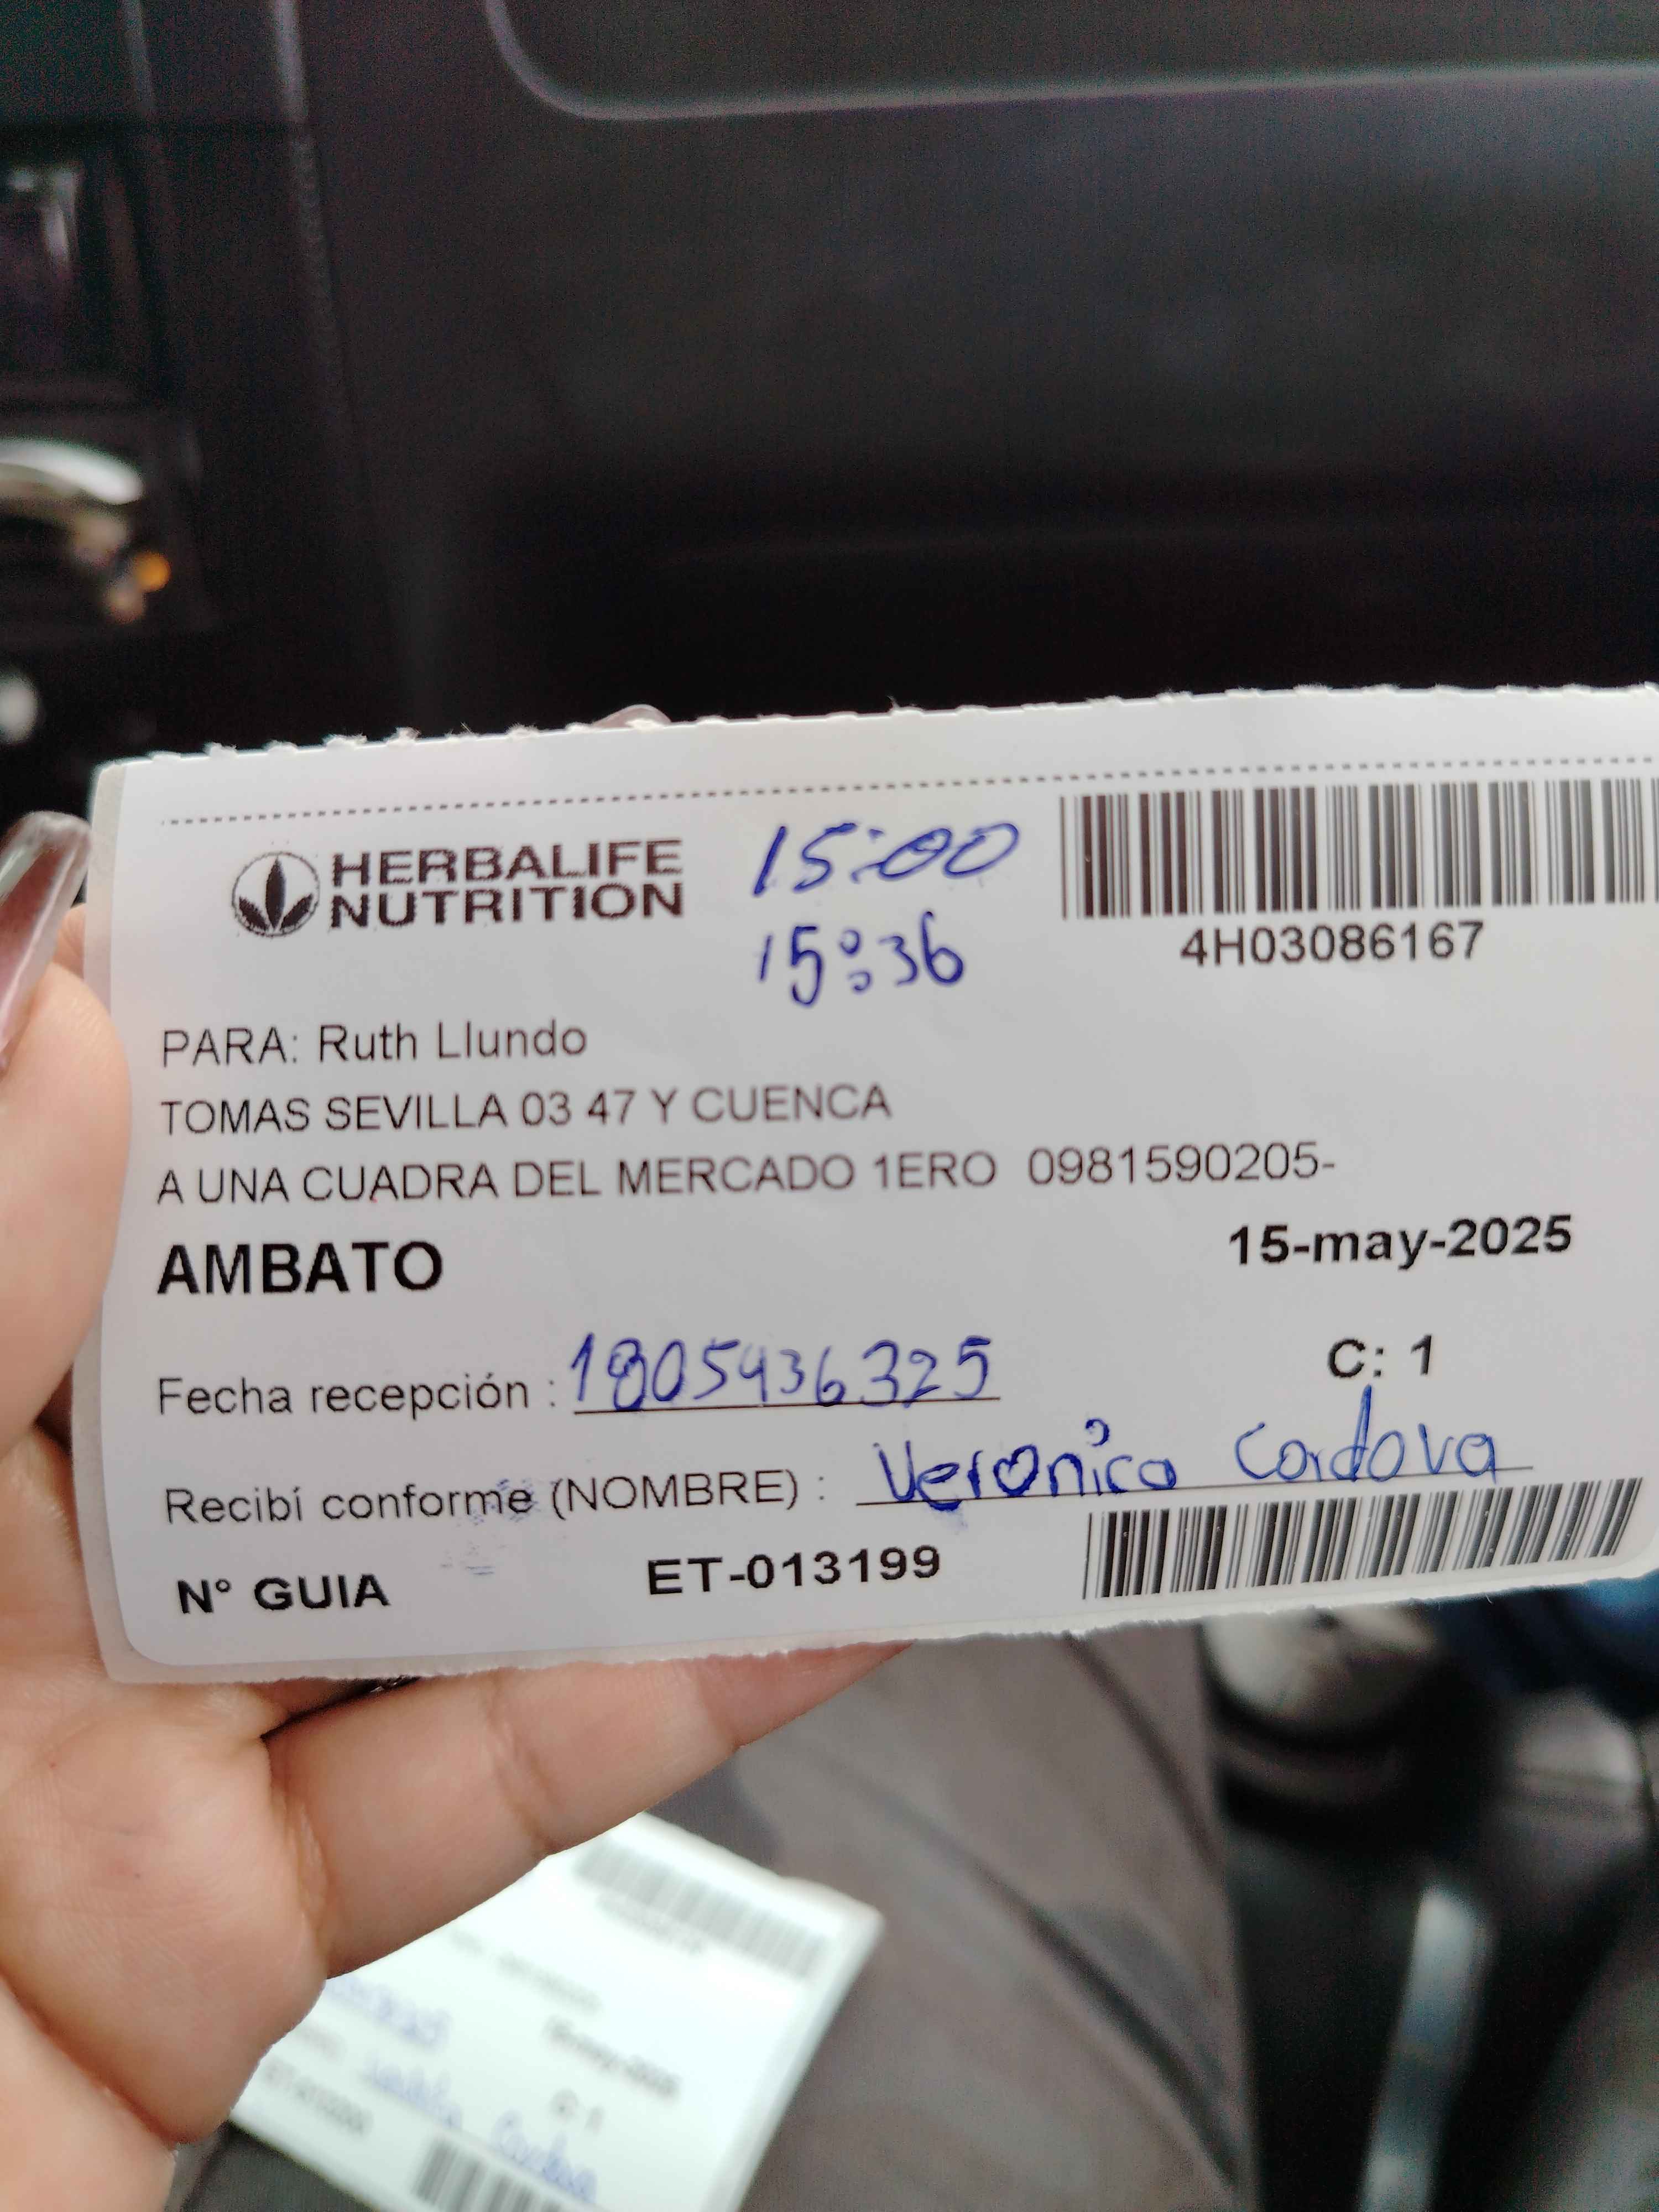 HERBALIFE
NUTRITION
15:00
15:36
4H03086167
PARA: Ruth Llundo
TOMAS SEVILLA 03 47 Y CUENCA
A UNA CUADRA DEL MERCADO 1ERO 0981590205-
AMBATO
15-may-2025
Fecha recepción : 1805436325
C: 1
Recibí conforme (NOMBRE) : Veronica Cordova
N° GUIA ET-013199